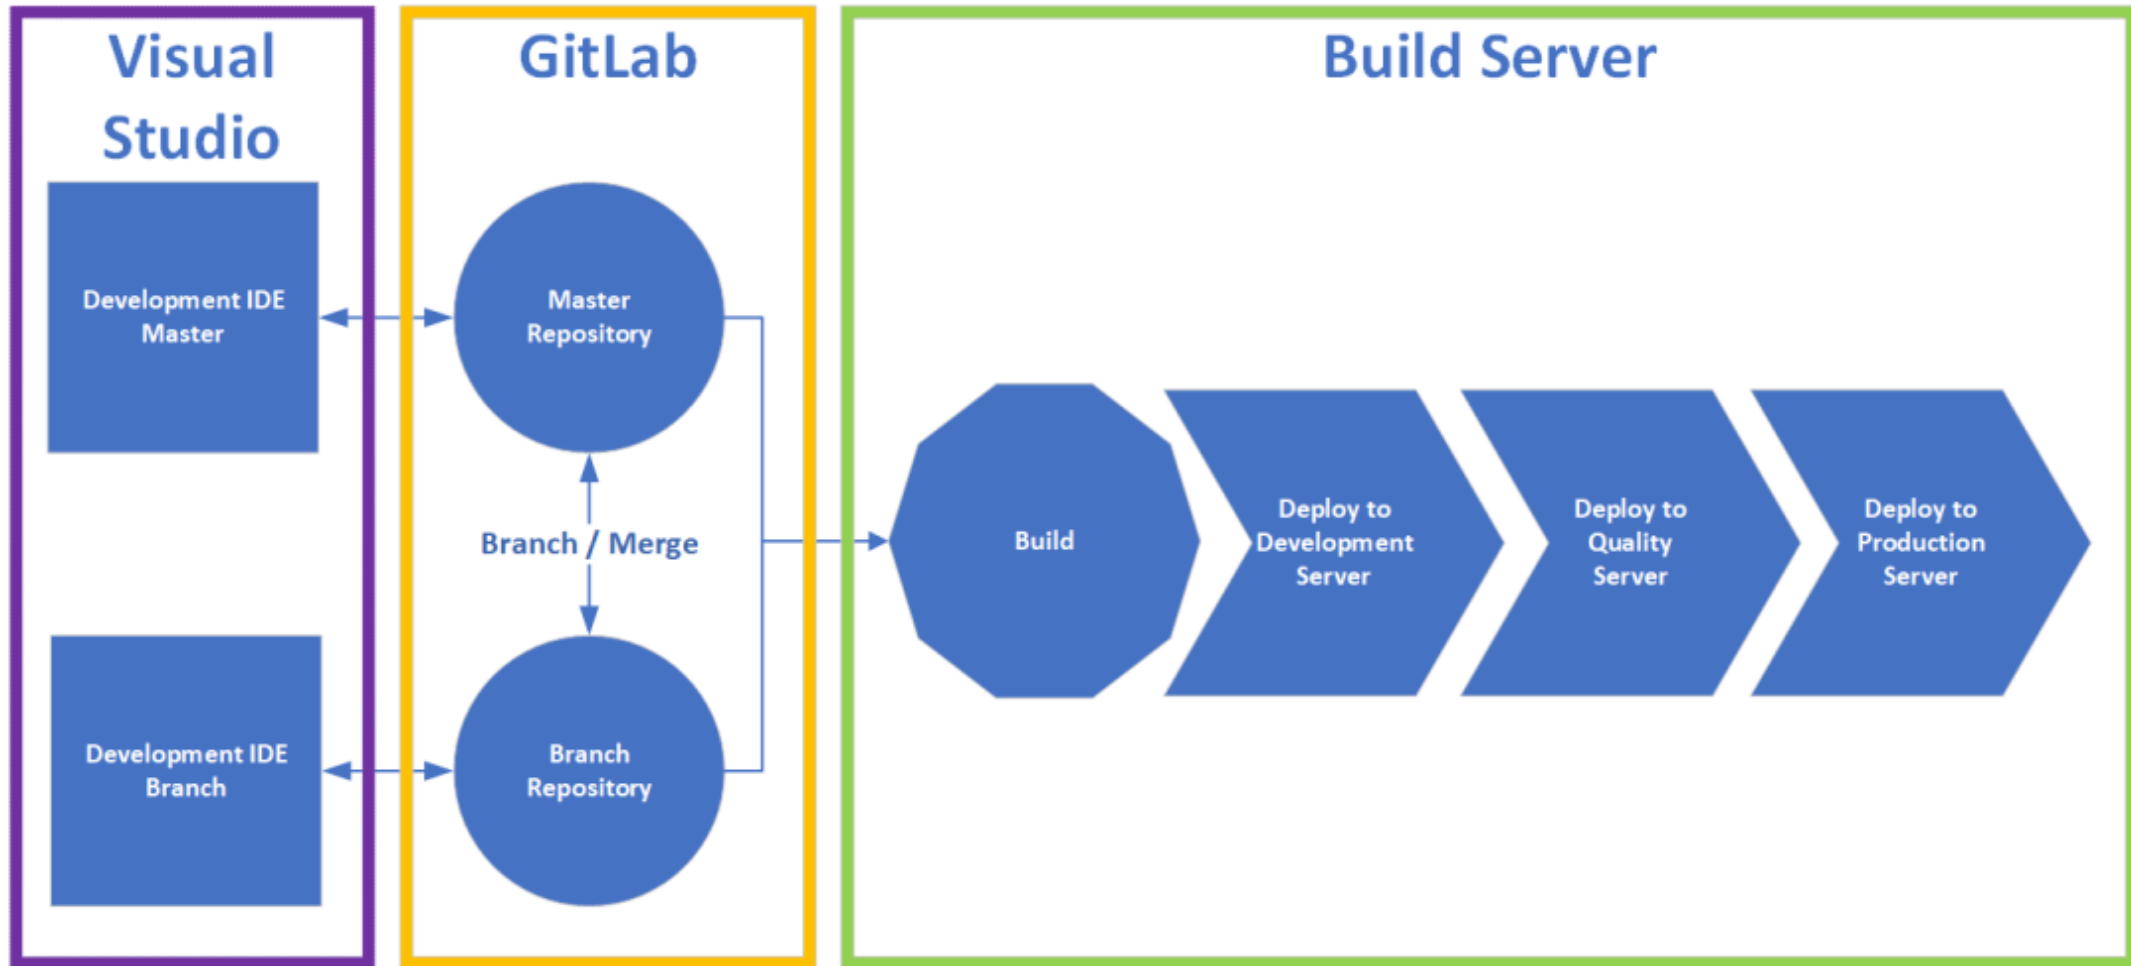 Visual
Studio
GitLab
Build Server
Development IDE
Master
Master
Repository
Branch / Merge
Development IDE
Branch
Branch
Repository
Build
Deploy to
Development
Server
Deploy to
Quality
Server
Deploy to
Production
Server